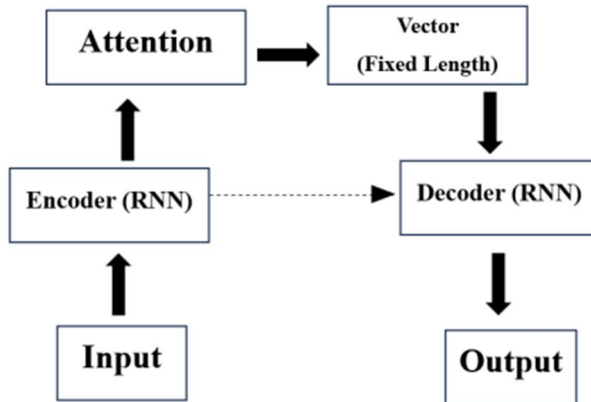 Attention
Vector
(Fixed Length)
Encoder (RNN)
Decoder (RNN)
Input
Output